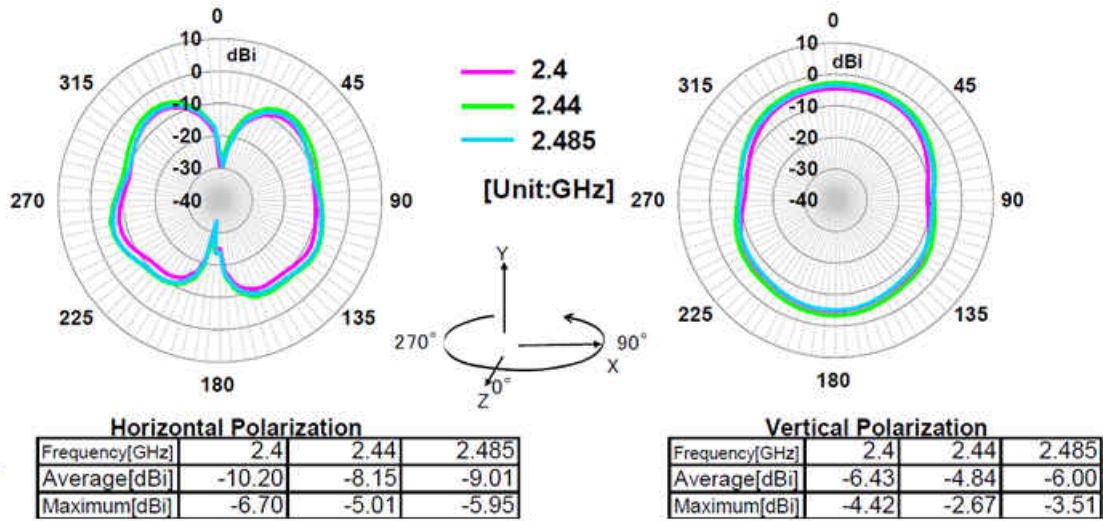 0
10
dBi
0
315
45
-10
-20
-30
270
-40
90
225
135
180
2.4
2.44
2.485
[Unit:GHz]
Y
270°
90°
X
Z
0°
0
10
dBi
0
315
45
-10
-20
-30
270
-40
90
225
135
180
Horizontal Polarization
Frequency[GHz] 2.4 2.44 2.485
Average[dBi] -10.20 -8.15 -9.01
Maximum[dBi] -6.70 -5.01 -5.95
Vertical Polarization
Frequency[GHz] 2.4 2.44 2.485
Average[dBi] -6.43 -4.84 -6.00
Maximum[dBi] -4.42 -2.67 -3.51